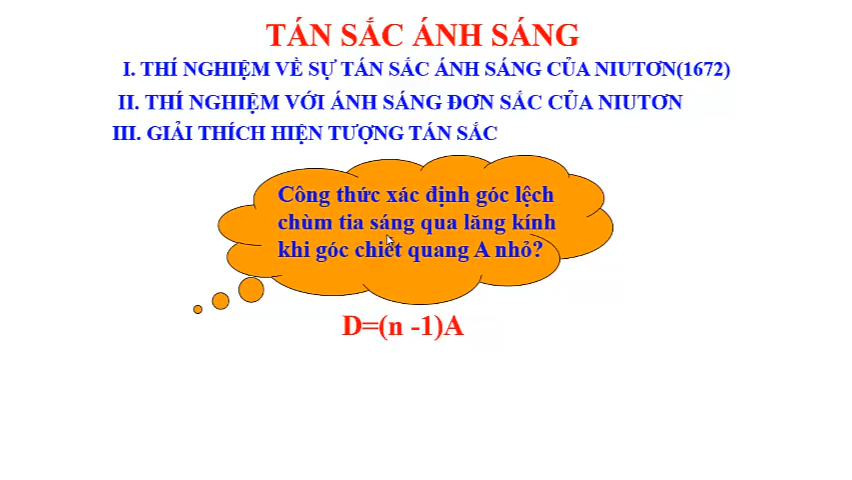 TÁN SẮC ÁNH SÁNG
I. THÍ NGHIỆM VỀ SỰ TÁN SẮC ÁNH SÁNG CỦA NIUTƠN(1672)
II. THÍ NGHIỆM VỚI ÁNH SÁNG ĐƠN SẮC CỦA NIUTƠN
III. GIẢI THÍCH HIỆN TƯỢNG TÁN SẮC
Công thức xác định góc lệch
chùm tia sáng qua lăng kính
khi góc chiết quang A nhỏ?
D=(n -1)A